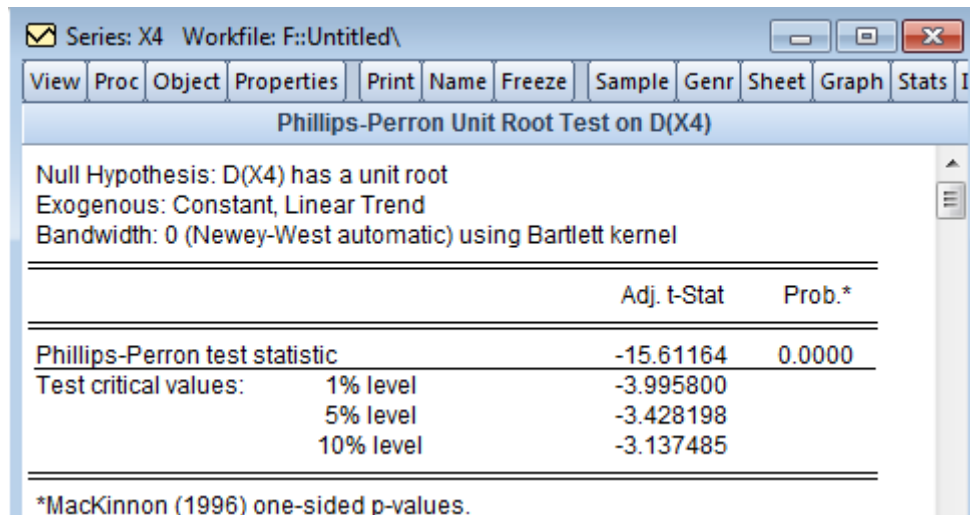 Series: X4 Workfile: F::Untitled\
View Proc Object Properties Print Name Freeze Sample Genr Sheet Graph Stats
Phillips-Perron Unit Root Test on D(X4)
Null Hypothesis: D(X4) has a unit root
Exogenous: Constant, Linear Trend
Bandwidth: 0 (Newey-West automatic) using Bartlett kernel
Adj. t-Stat Prob.*
Phillips-Perron test statistic -15.61164 0.0000
Test critical values: 1% level -3.995800
5% level -3.428198
10% level -3.137485
*MacKinnon (1996) one-sided p-values.